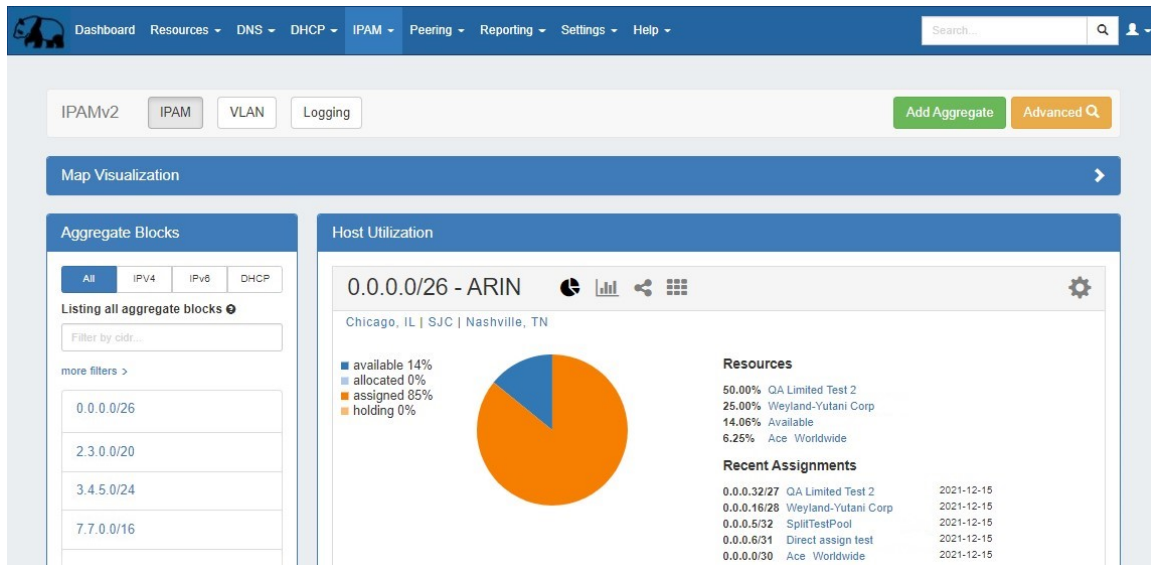 Dashboard Resources DNS DHCP IPAM Peering Reporting Settings Help Search...
IPAMv2 IPAM VLAN Logging Add Aggregate Advanced
Map Visualization
Aggregate Blocks
All IPV4 IPv6 DHCP
Listing all aggregate blocks
Filter by cidr...
more filters >
0.0.0.0/26
2.3.0.0/20
3.4.5.0/24
7.7.0.0/16
Host Utilization
0.0.0.0/26 - ARIN
Chicago, IL | SJC | Nashville, TN
available 14%
allocated 0%
assigned 85%
holding 0%
Resources
50.00% QA Limited Test 2
25.00% Weyland-Yutani Corp
14.06% Available
6.25% Ace Worldwide
Recent Assignments
0.0.0.32/27 QA Limited Test 2 2021-12-15
0.0.0.16/28 Weyland-Yutani Corp 2021-12-15
0.0.0.5/32 SplitTestPool 2021-12-15
0.0.0.6/31 Direct assign test 2021-12-15
0.0.0.0/30 Ace Worldwide 2021-12-15